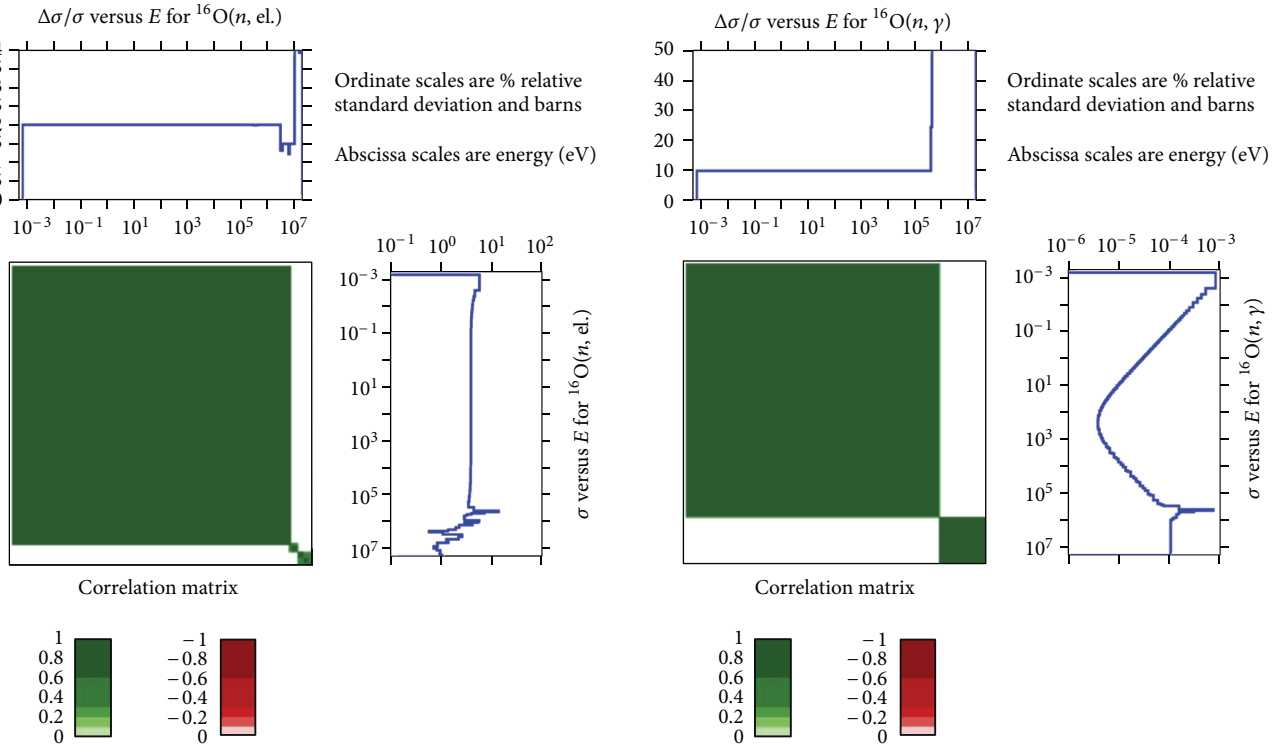 Δσ/σ versus E for ¹⁶O(n, el.)
10⁻³ 10⁻¹ 10¹ 10³ 10⁵ 10⁷
Ordinate scales are % relative
standard deviation and barns
Abscissa scales are energy (eV)
10⁻¹ 10⁰ 10¹ 10²
10⁻³
10⁻¹
10¹
10³
10⁵
10⁷
σ versus E for ¹⁶O(n, el.)
Correlation matrix
1
0.8
0.6
0.4
0.2
0
−1
−0.8
−0.6
−0.4
−0.2
0
Δσ/σ versus E for ¹⁶O(n, γ)
50
40
30
20
10
0
10⁻³ 10⁻¹ 10¹ 10³ 10⁵ 10⁷
Ordinate scales are % relative
standard deviation and barns
Abscissa scales are energy (eV)
10⁻⁶ 10⁻⁵ 10⁻⁴ 10⁻³
10⁻³
10⁻¹
10¹
10³
10⁵
10⁷
σ versus E for ¹⁶O(n, γ)
Correlation matrix
1
0.8
0.6
0.4
0.2
0
−1
−0.8
−0.6
−0.4
−0.2
0